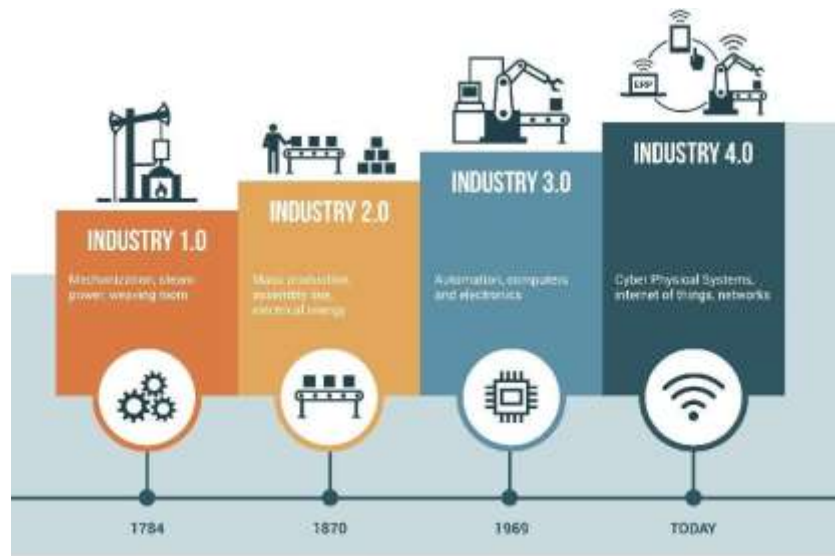 ERP
INDUSTRY 4.0
INDUSTRY 3.0
INDUSTRY 2.0
INDUSTRY 1.0
Mechanization, steam
power, weaving loom
Mass production,
assembly line,
electrical energy
Automation, computers
and electronics
Cyber Physical Systems,
internet of things, networks
1784
1870
1969
TODAY